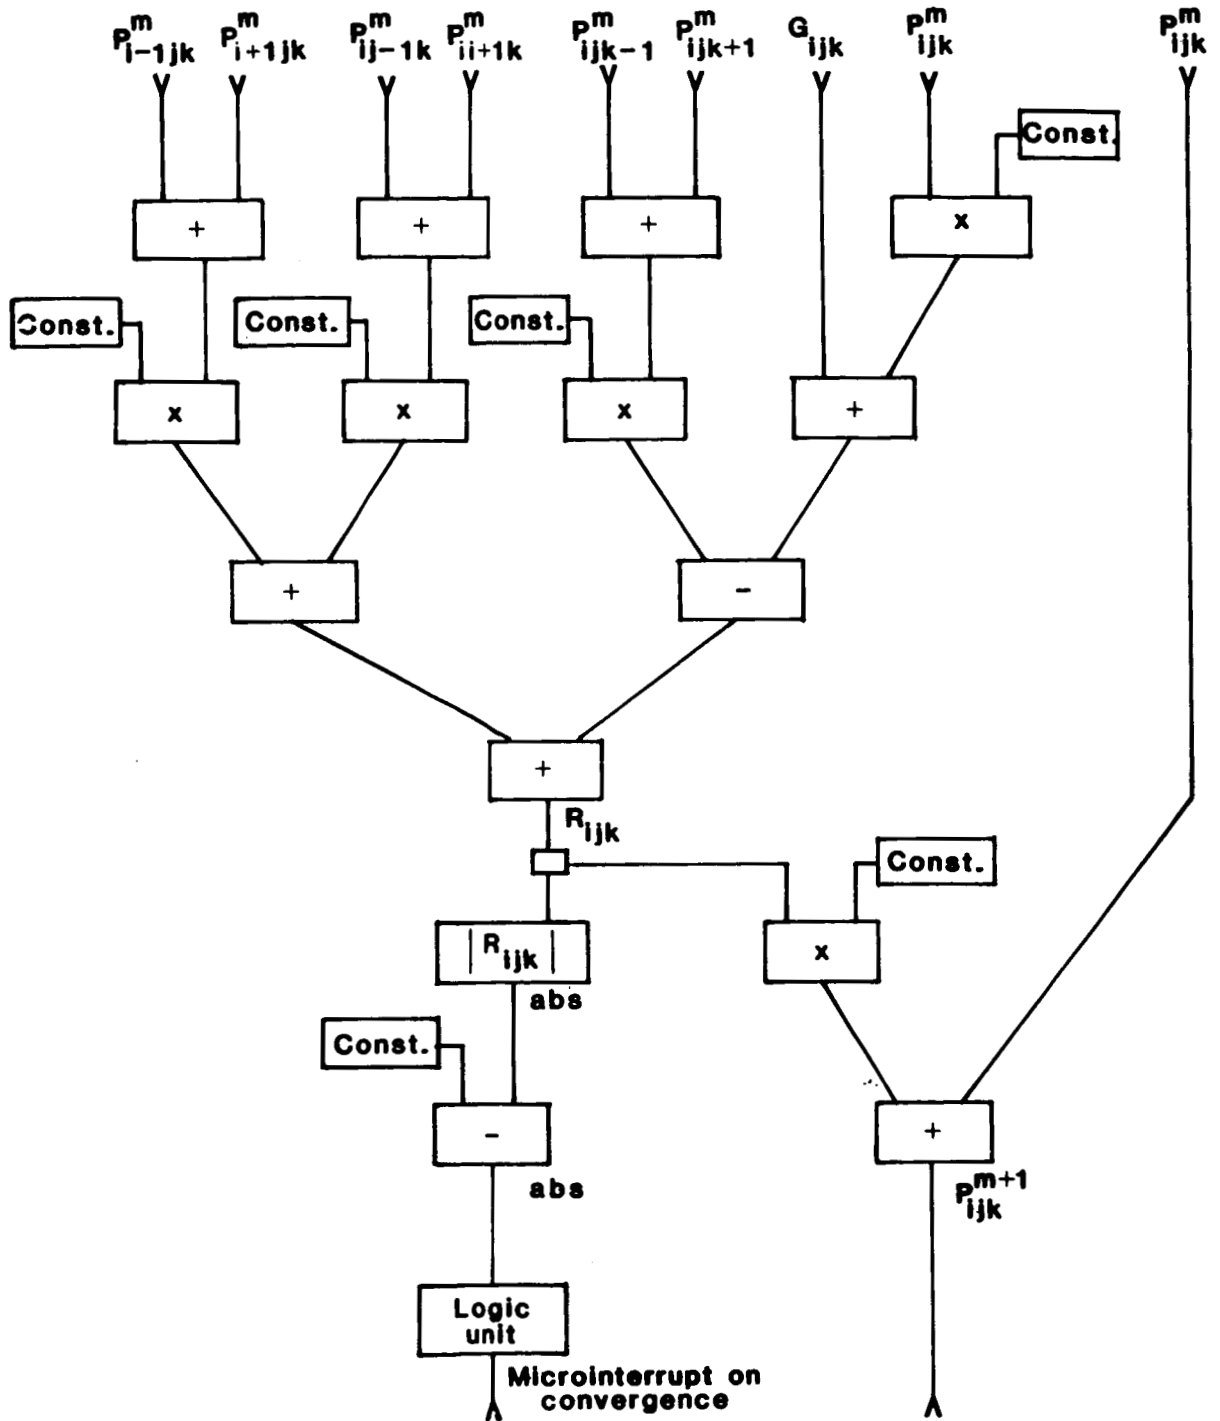 P^m_{i-1jk} P^m_{i+1jk} P^m_{ij-1k} P^m_{ii+1k} P^m_{ijk-1} P^m_{ijk+1} G_{ijk} P^m_{ijk} P^m_{ijk}
Const.
+ + + x
Const. Const. Const.
x x x +
+ -
+
R_{ijk}
Const.
|R_{ijk}| x
abs
Const.
- +
abs P^{m+1}_{ijk}
Logic
unit
Microinterrupt on
convergence